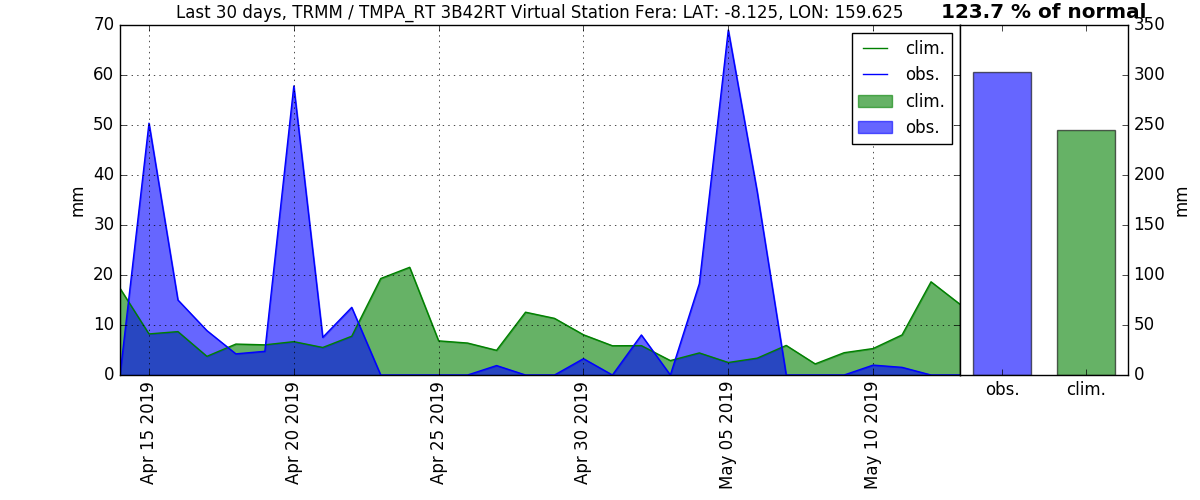 Last 30 days, TRMM / TMPA_RT 3B42RT Virtual Station Fera: LAT: -8.125, LON: 159.625
123.7 % of normal
70
60
50
40
30
20
10
0
mm
clim.
obs.
clim.
obs.
Apr 15 2019
Apr 20 2019
Apr 25 2019
Apr 30 2019
May 05 2019
May 10 2019
350
300
250
200
150
100
50
0
mm
obs.
clim.